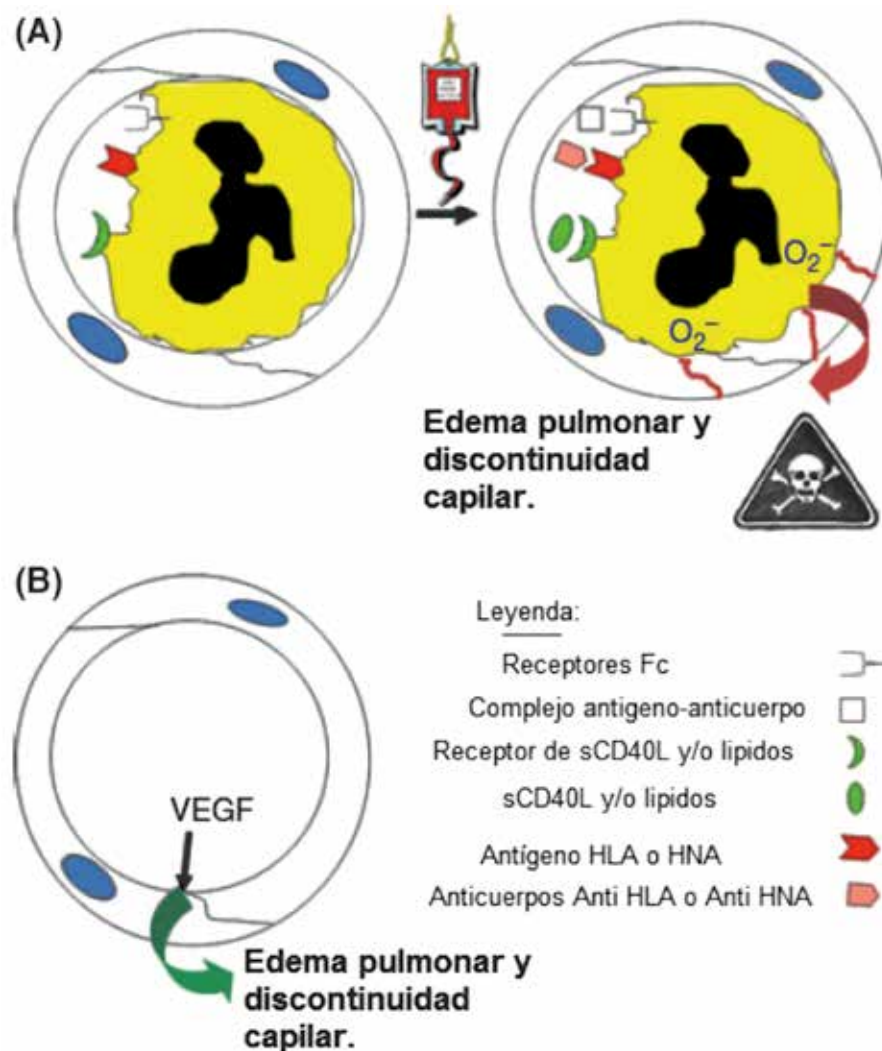 (A)
O₂⁻
O₂⁻
Edema pulmonar y
discontinuidad
capilar.
(B)
VEGF
Edema pulmonar y
discontinuidad
capilar.
Leyenda:
Receptores Fc
Complejo antigeno-anticuerpo
Receptor de sCD40L y/o lipidos
sCD40L y/o lipidos
Antígeno HLA o HNA
Anticuerpos Anti HLA o Anti HNA